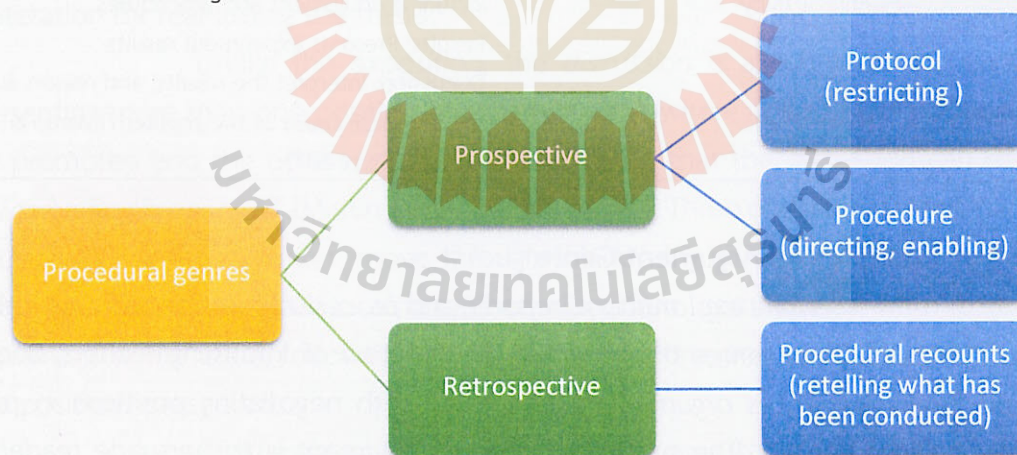 Procedural genres
Prospective
Retrospective
Protocol
(restricting )
Procedure
(directing, enabling)
Procedural recounts
(retelling what has
been conducted)
มหาวิทยาลัยเทคโนโลยีสุรนารี